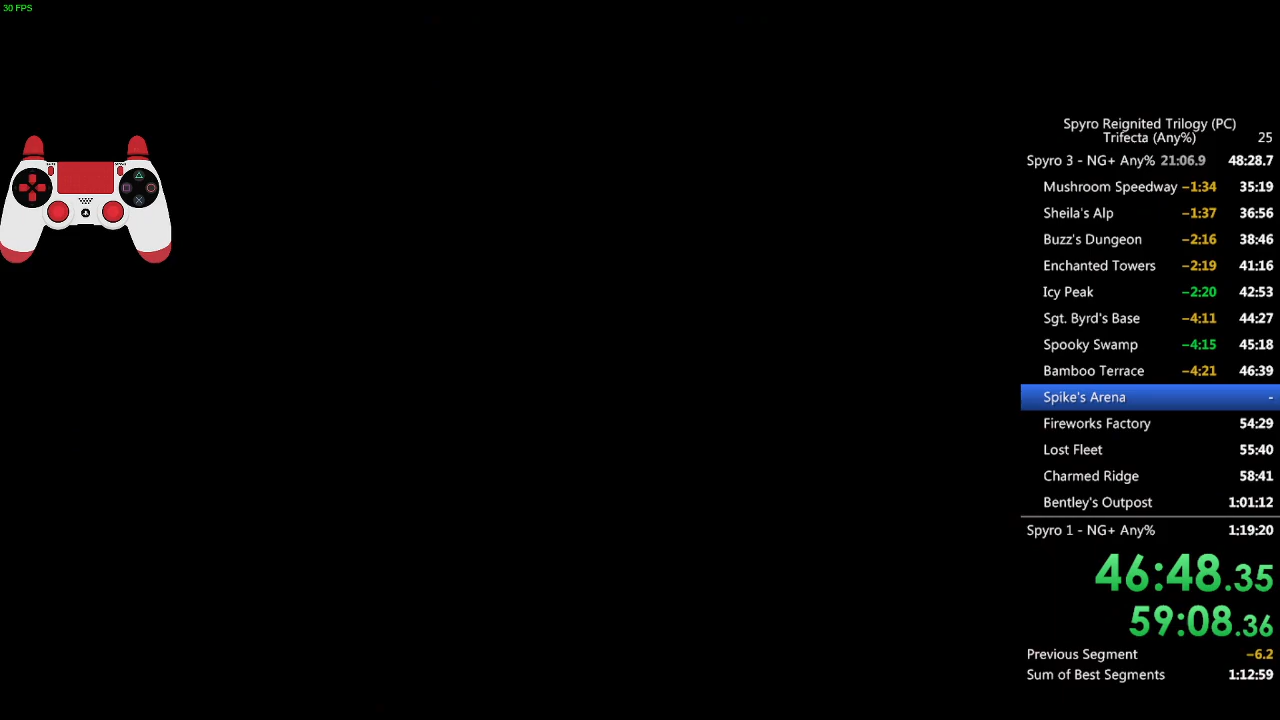 30 FPS
Spyro Reignited Trilogy (PC)
Trifecta (Any%) 25
Spyro 3 - NG+ Any% 21:06.9 48:28.7
Mushroom Speedway −1:34 35:19
Sheila's Alp −1:37 36:56
Buzz's Dungeon −2:16 38:46
Enchanted Towers −2:19 41:16
Icy Peak −2:20 42:53
Sgt. Byrd's Base −4:11 44:27
Spooky Swamp −4:15 45:18
Bamboo Terrace −4:21 46:39
Spike's Arena -
Fireworks Factory 54:29
Lost Fleet 55:40
Charmed Ridge 58:41
Bentley's Outpost 1:01:12
Spyro 1 - NG+ Any% 1:19:20
46:48.35
59:08.36
Previous Segment −6.2
Sum of Best Segments 1:12:59